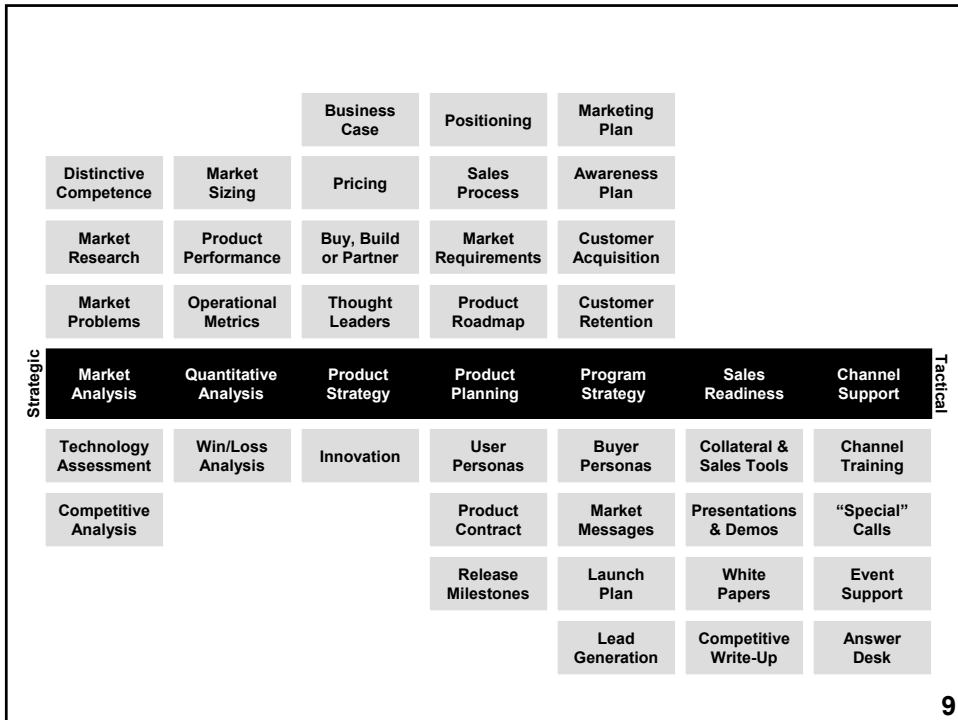 Business
Case
Positioning
Marketing
Plan
Distinctive
Competence
Market
Sizing
Pricing
Sales
Process
Awareness
Plan
Market
Research
Product
Performance
Buy, Build
or Partner
Market
Requirements
Customer
Acquisition
Market
Problems
Operational
Metrics
Thought
Leaders
Product
Roadmap
Customer
Retention
Strategic
Market
Analysis
Quantitative
Analysis
Product
Strategy
Product
Planning
Program
Strategy
Sales
Readiness
Channel
Support
Tactical
Technology
Assessment
Win/Loss
Analysis
Innovation
User
Personas
Buyer
Personas
Collateral &
Sales Tools
Channel
Training
Competitive
Analysis
Product
Contract
Market
Messages
Presentations
& Demos
“Special”
Calls
Release
Milestones
Launch
Plan
White
Papers
Event
Support
Lead
Generation
Competitive
Write-Up
Answer
Desk
9